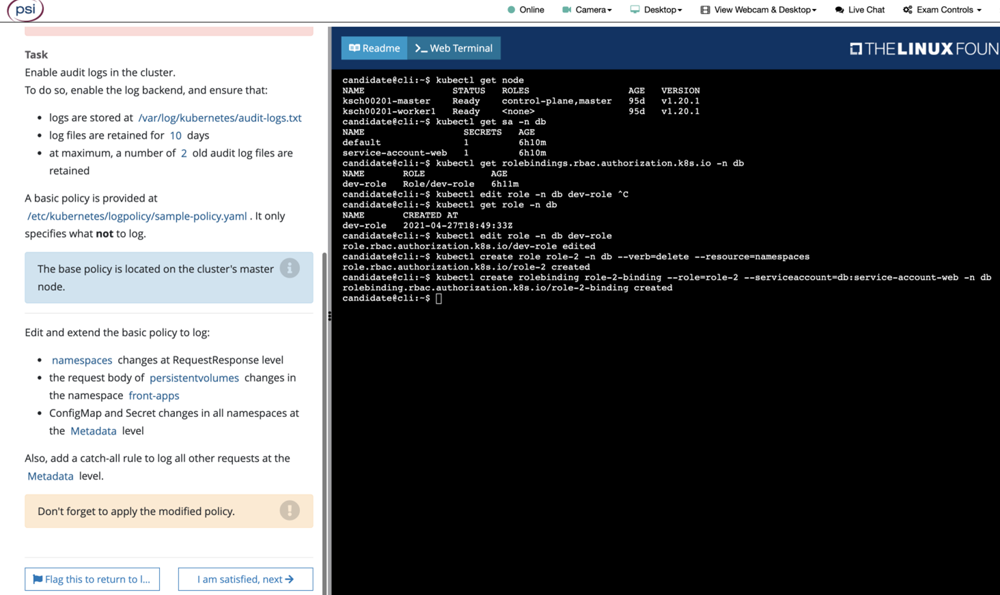 psi
Online
Camera
Desktop
View Webcam & Desktop
Live Chat
Exam Controls
Task
Enable audit logs in the cluster.
To do so, enable the log backend, and ensure that:
• logs are stored at /var/log/kubernetes/audit-logs.txt
• log files are retained for 10 days
• at maximum, a number of 2 old audit log files are
retained
A basic policy is provided at
/etc/kubernetes/logpolicy/sample-policy.yaml . It only
specifies what not to log.
The base policy is located on the cluster's master
node.
Edit and extend the basic policy to log:
• namespaces changes at RequestResponse level
• the request body of persistentvolumes changes in
the namespace front-apps
• ConfigMap and Secret changes in all namespaces at
the Metadata level
Also, add a catch-all rule to log all other requests at the
Metadata level.
Don't forget to apply the modified policy.
Flag this to return to l...
I am satisfied, next
Readme
Web Terminal
THELINUX FOUN
candidate@cli:~$ kubectl get node
NAME STATUS ROLES AGE VERSION
ksch00201-master Ready control-plane,master 95d v1.20.1
ksch00201-worker1 Ready <none> 95d v1.20.1
candidate@cli:~$ kubectl get sa -n db
NAME SECRETS AGE
default 1 6h10m
service-account-web 1 6h10m
candidate@cli:~$ kubectl get rolebindings.rbac.authorization.k8s.io -n db
NAME ROLE AGE
dev-role Role/dev-role 6h11m
candidate@cli:~$ kubectl edit role -n db dev-role ^C
candidate@cli:~$ kubectl get role -n db
NAME CREATED AT
dev-role 2021-04-27T18:49:33Z
candidate@cli:~$ kubectl edit role -n db dev-role
role.rbac.authorization.k8s.io/dev-role edited
candidate@cli:~$ kubectl create role role-2 -n db --verb=delete --resource=namespaces
role.rbac.authorization.k8s.io/role-2 created
candidate@cli:~$ kubectl create rolebinding role-2-binding --role=role-2 --serviceaccount=db:service-account-web -n db
rolebinding.rbac.authorization.k8s.io/role-2-binding created
candidate@cli:~$